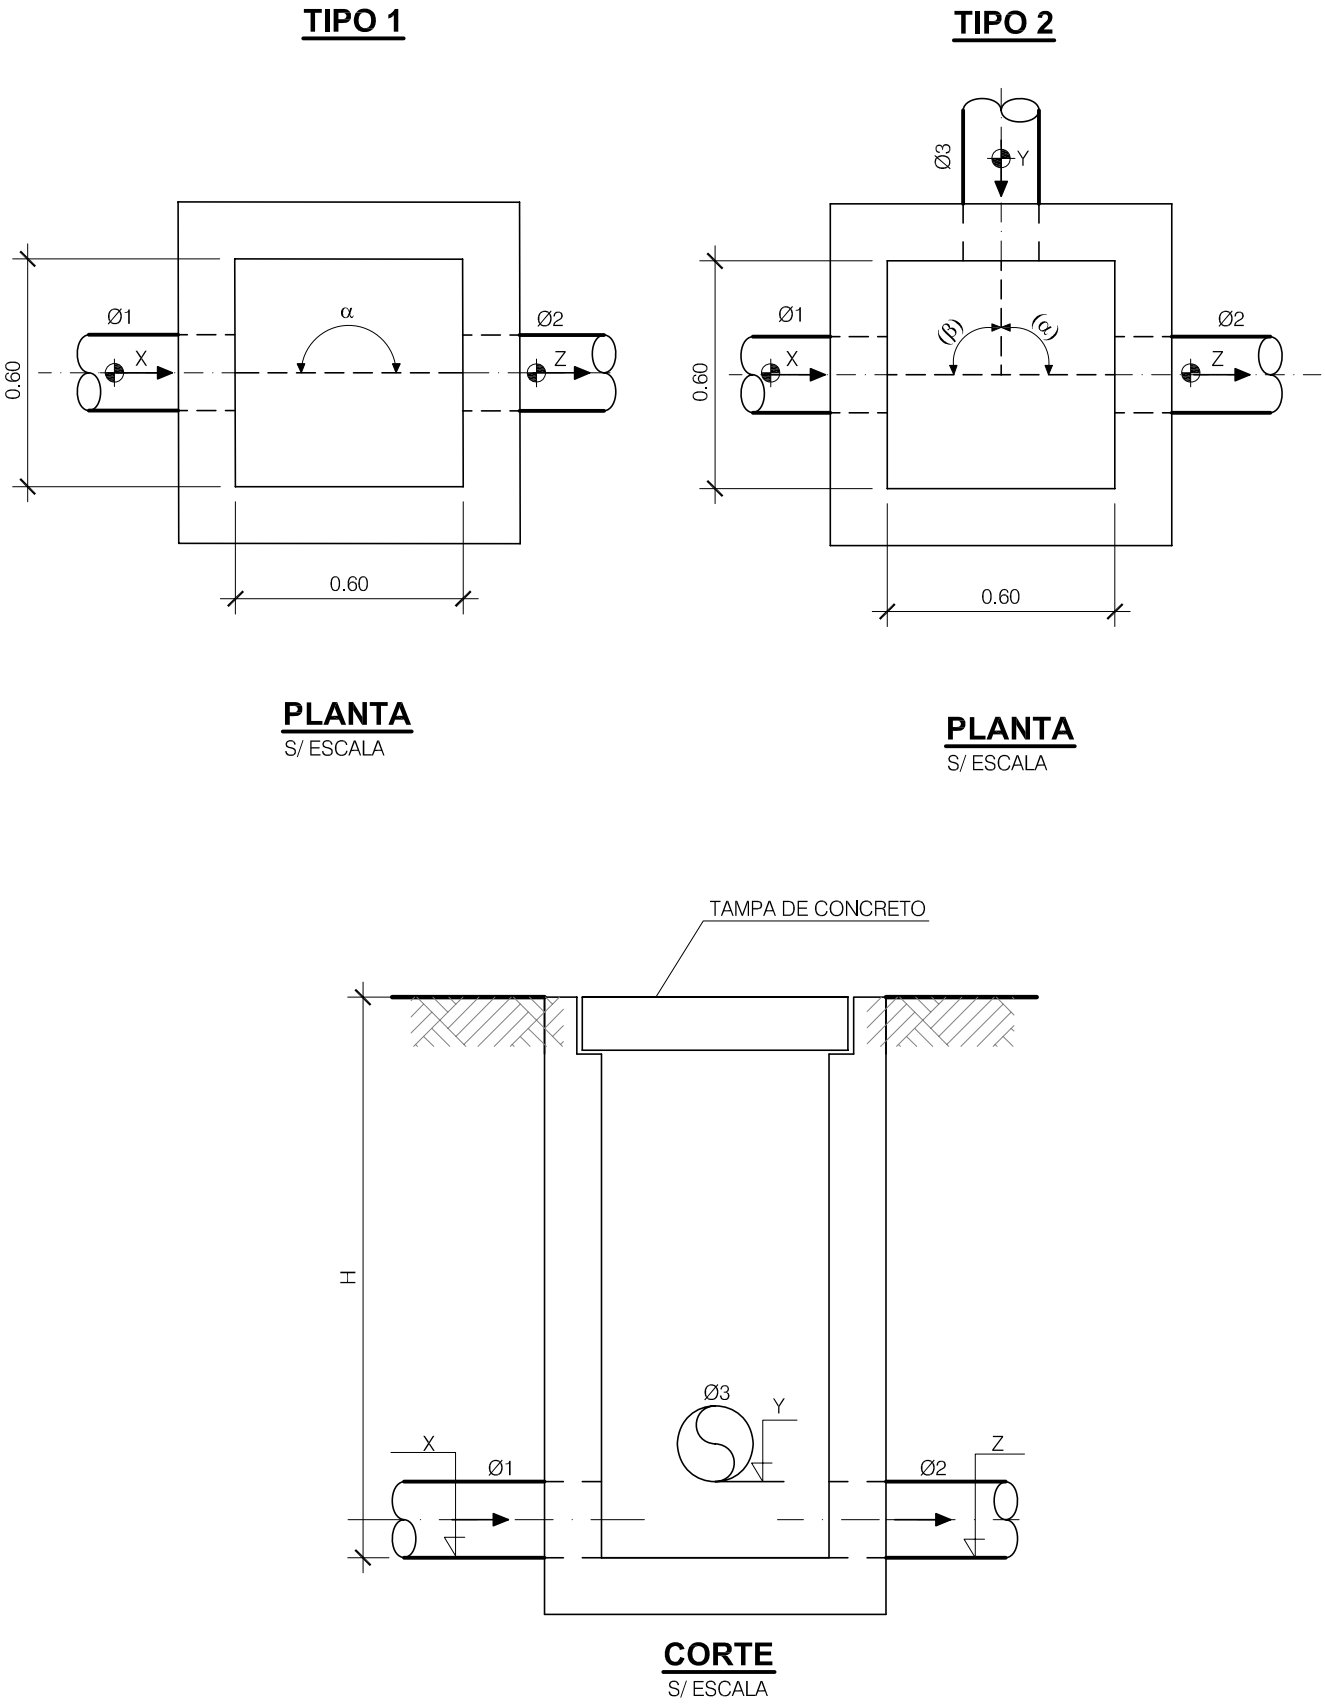 TIPO 1
Ø1
X
α
Ø2
Z
0.60
0.60
PLANTA
S/ ESCALA
TIPO 2
Ø3
Y
Ø1
X
(β)
(α)
Ø2
Z
0.60
0.60
PLANTA
S/ ESCALA
TAMPA DE CONCRETO
H
Ø3
Y
X
Ø1
Ø2
Z
CORTE
S/ ESCALA